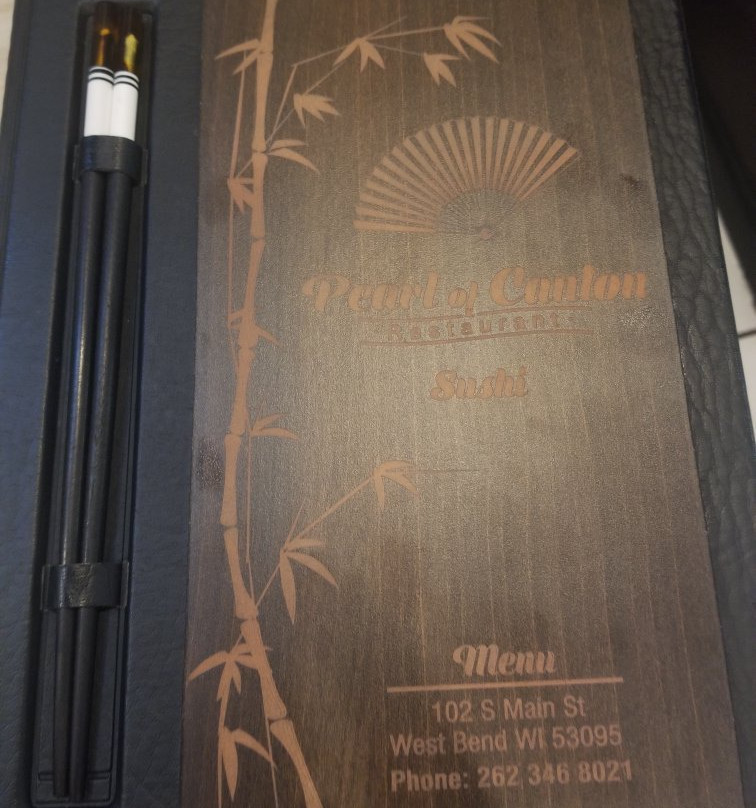 Pearl of Canton
Restaurant
Sushi
Menu
102 S Main St
West Bend WI 53095
Phone: 262 346 8021